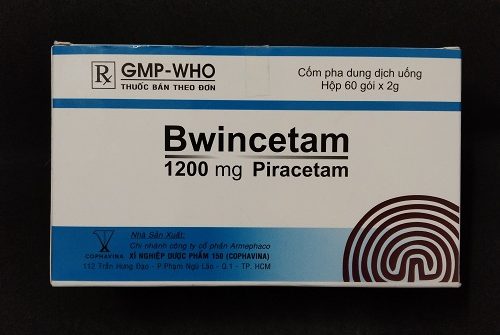 Rx GMP-WHO
THUỐC BÁN THEO ĐƠN
Cốm pha dung dịch uống
Hộp 60 gói x 2g
Bwincetam
1200 mg Piracetam
Nhà Sản Xuất:
Chi nhánh công ty cổ phần Armephaco
XÍ NGHIỆP DƯỢC PHẨM 150 (COPHAVINA)
112 Trần Hưng Đạo - P.Phạm Ngũ Lão - Q.1 - TP. HCM
COPHAVINA